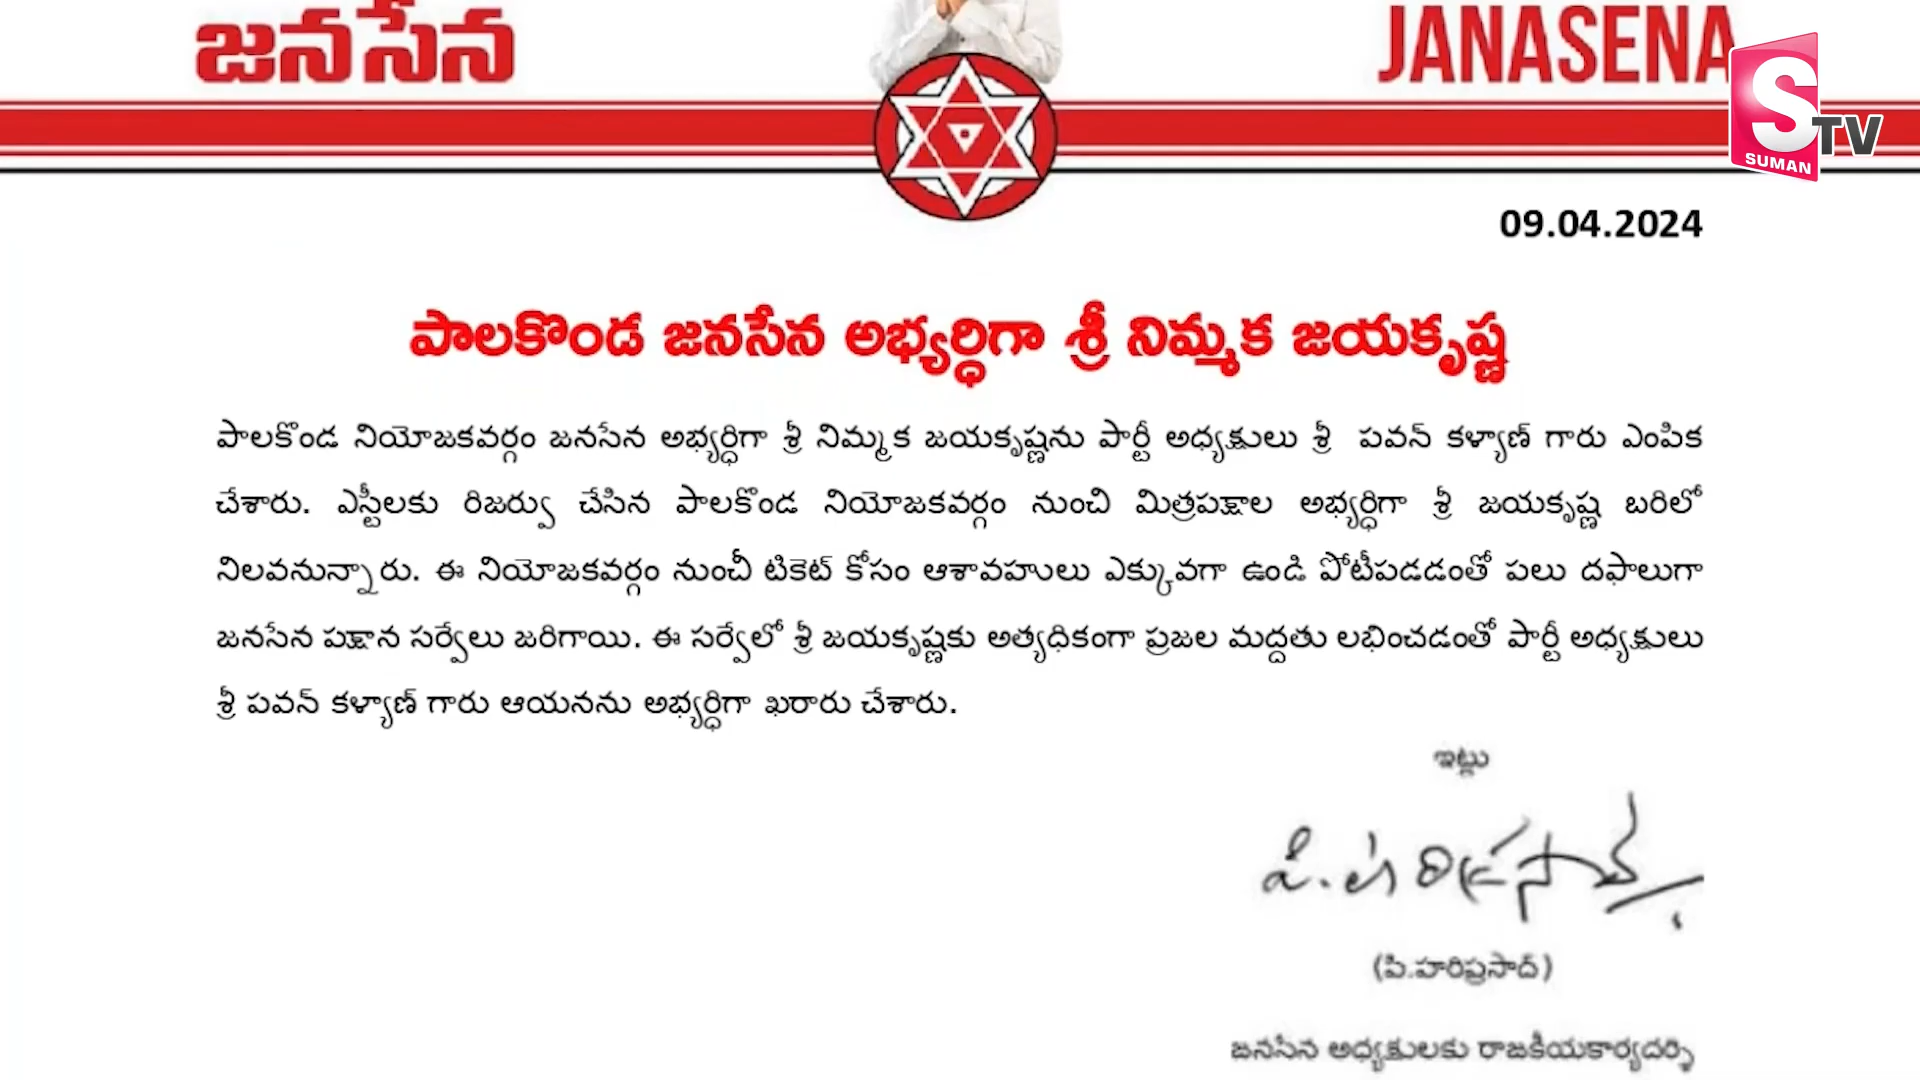 జనసేన
JANASENA
S
SUMAN
TV
09.04.2024
పాలకొండ జనసేన అభ్యర్థిగా శ్రీ నిమ్మక జయకృష్ణ
పాలకొండ నియోజకవర్గం జనసేన అభ్యర్థిగా శ్రీ నిమ్మక జయకృష్ణను పార్టీ అధ్యక్షులు శ్రీ పవన్ కళ్యాణ్ గారు ఎంపిక
చేశారు. ఎస్టీలకు రిజర్వు చేసిన పాలకొండ నియోజకవర్గం నుంచి మిత్రపక్షాల అభ్యర్థిగా శ్రీ జయకృష్ణ బరిలో
నిలవనున్నారు. ఈ నియోజకవర్గం నుంచీ టికెట్ కోసం ఆశావహులు ఎక్కువగా ఉండి పోటీపడడంతో పలు దఫాలుగా
జనసేన పక్షాన సర్వేలు జరిగాయి. ఈ సర్వేలో శ్రీ జయకృష్ణకు అత్యధికంగా ప్రజల మద్దతు లభించడంతో పార్టీ అధ్యక్షులు
శ్రీ పవన్ కళ్యాణ్ గారు ఆయనను అభ్యర్థిగా ఖరారు చేశారు.
ఇట్లు
పి. హరిప్రసాద్
(పి.హరిప్రసాద్)
జనసేన అధ్యక్షులకు రాజకీయకార్యదర్శి